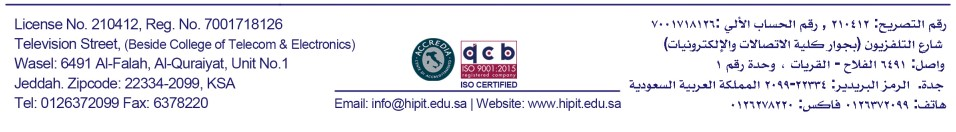 License No. 210412, Reg. No. 7001718126
Television Street, (Beside College of Telecom & Electronics)
Wasel: 6491 Al-Falah, Al-Quraiyat, Unit No.1
Jeddah. Zipcode: 22334-2099, KSA
Tel: 0126372099 Fax: 6378220
ACCREDIA
qcb
ISO 9001:2015
registered company
ISO CERTIFIED
Email: info@hipit.edu.sa | Website: www.hipit.edu.sa
رقم التصريح: ٢١٠٤١٢ , رقم الحساب الآلي :٧٠٠١٧١٨١٢٦
شارع التلفزيون (بجوار كلية الاتصالات والإلكترونيات)
واصل: ٦٤٩١ الفلاح - القريات ، وحدة رقم ١
جدة. الرمز البريدير: ٢٢٣٣٤-٢٠٩٩ المملكة العربية السعودية
هاتف: ٠١٢٦٣٧٢٠٩٩ فاكس: ٠١٢٦٢٧٨٢٢٠